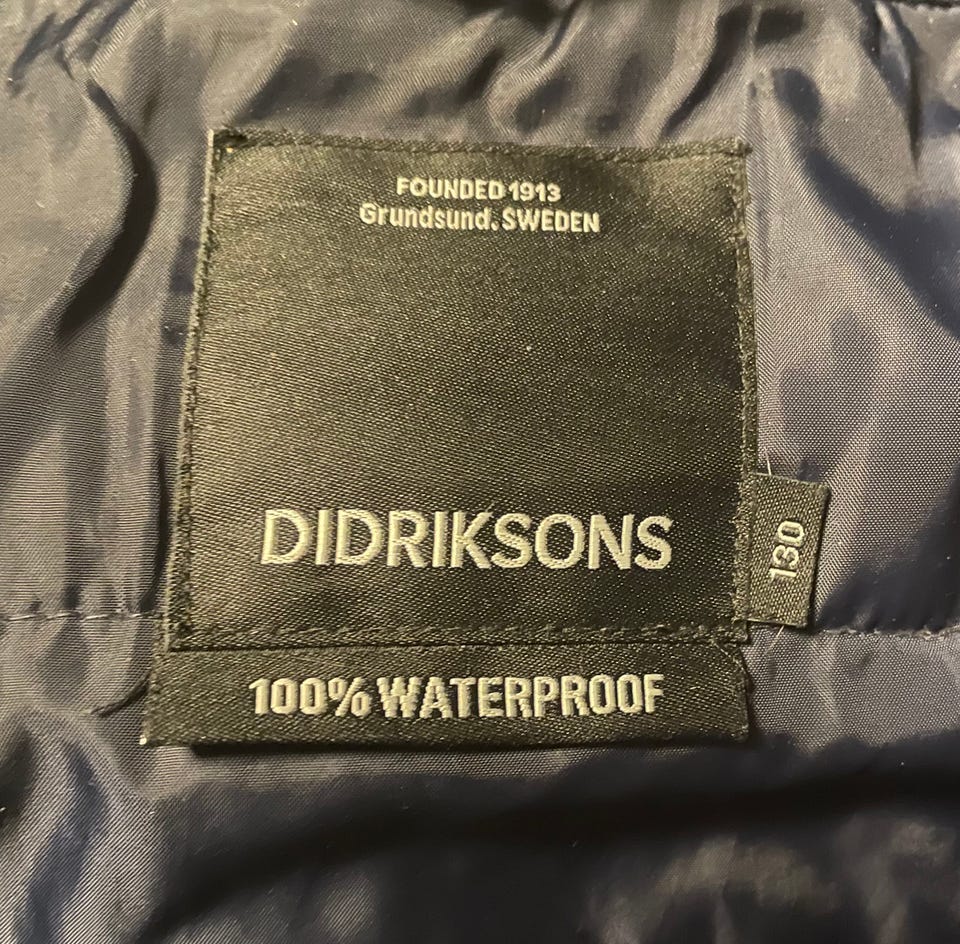 FOUNDED 1913
Grundsund. SWEDEN
DIDRIKSONS
130
100% WATERPROOF